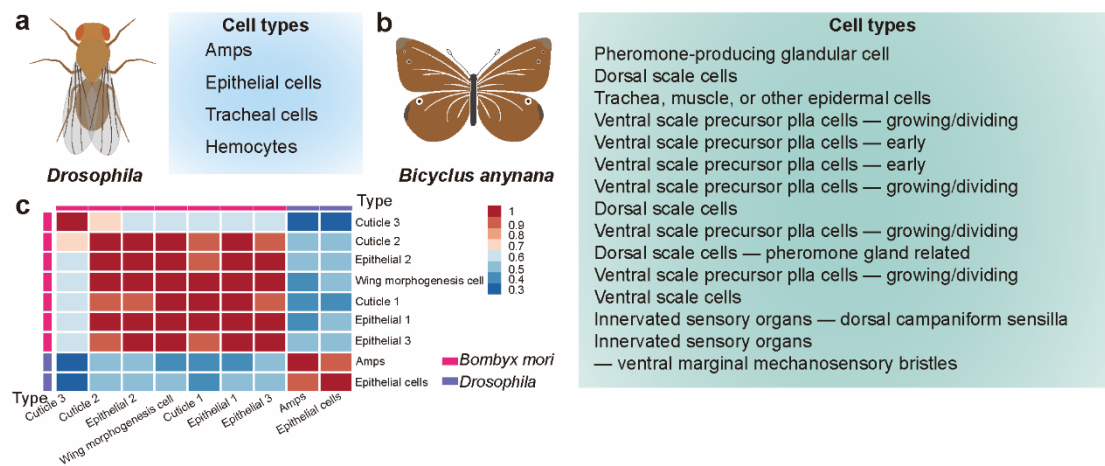 a
Cell types
Amps
Epithelial cells
Tracheal cells
Hemocytes
Drosophila
b
Bicyclus anynana
Cell types
Pheromone-producing glandular cell
Dorsal scale cells
Trachea, muscle, or other epidermal cells
Ventral scale precursor plla cells — growing/dividing
Ventral scale precursor plla cells — early
Ventral scale precursor plla cells — early
Ventral scale precursor plla cells — growing/dividing
Dorsal scale cells
Ventral scale precursor plla cells — growing/dividing
Dorsal scale cells — pheromone gland related
Ventral scale precursor plla cells — growing/dividing
Ventral scale cells
Innervated sensory organs — dorsal campaniform sensilla
Innervated sensory organs
— ventral marginal mechanosensory bristles
c
Type
Cuticle 3
Cuticle 2
Epithelial 2
Wing morphogenesis cell
Cuticle 1
Epithelial 1
Epithelial 3
Amps
Epithelial cells
1
0.9
0.8
0.7
0.6
0.5
0.4
0.3
Bombyx mori
Drosophila
Type
Cuticle 3
Cuticle 2
Epithelial 2
Wing morphogenesis cell
Cuticle 1
Epithelial 1
Epithelial 3
Amps
Epithelial cells